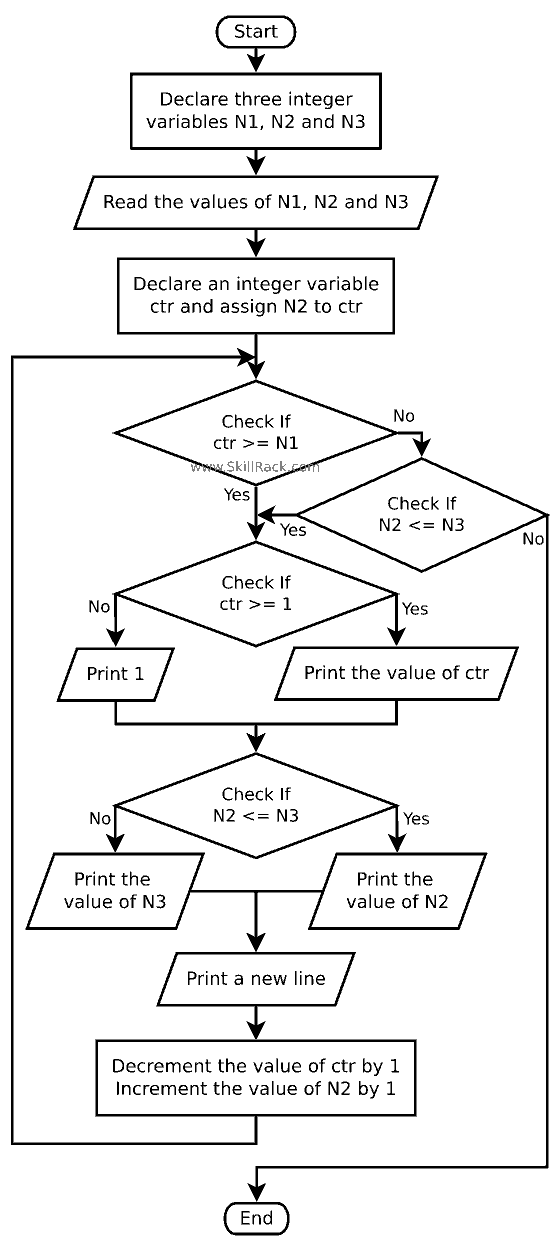 Start
Declare three integer
variables N1, N2 and N3
Read the values of N1, N2 and N3
Declare an integer variable
ctr and assign N2 to ctr
Check If
ctr >= N1
www.SkillRack.com
No
Yes
Check If
N2 <= N3
Yes
No
Check If
ctr >= 1
No
Yes
Print 1
Print the value of ctr
Check If
N2 <= N3
No
Yes
Print the
value of N3
Print the
value of N2
Print a new line
Decrement the value of ctr by 1
Increment the value of N2 by 1
End